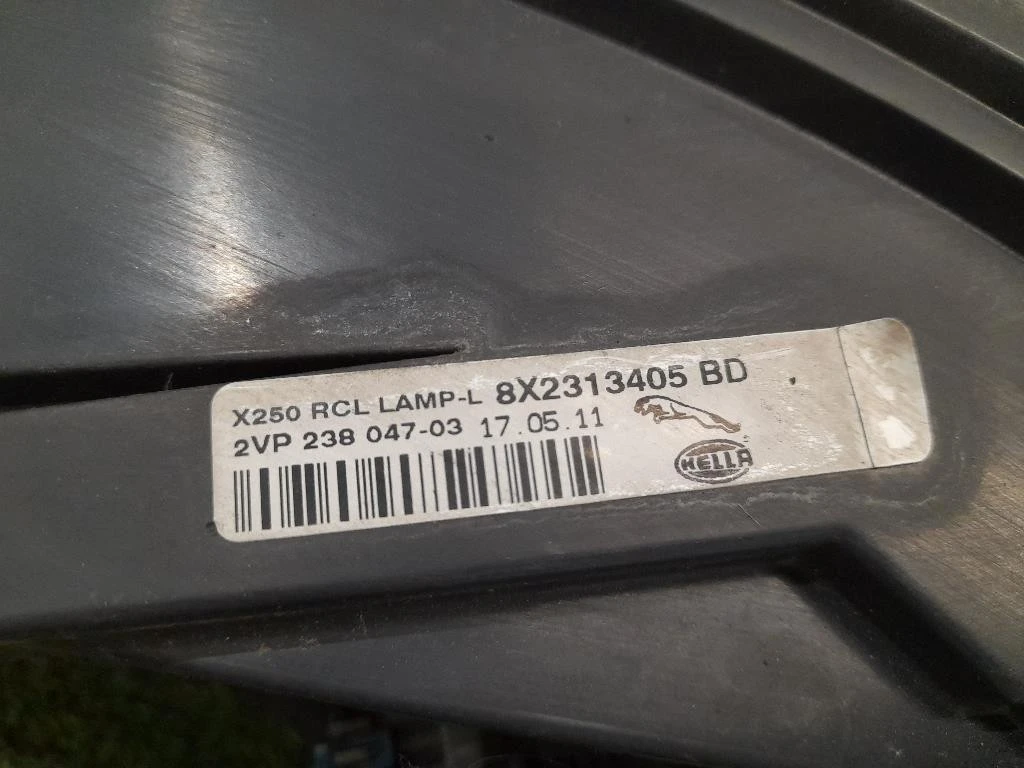 X250 RCL LAMP-L 8X2313405 BD
2VP 238 047-03 17.05.11
HELLA